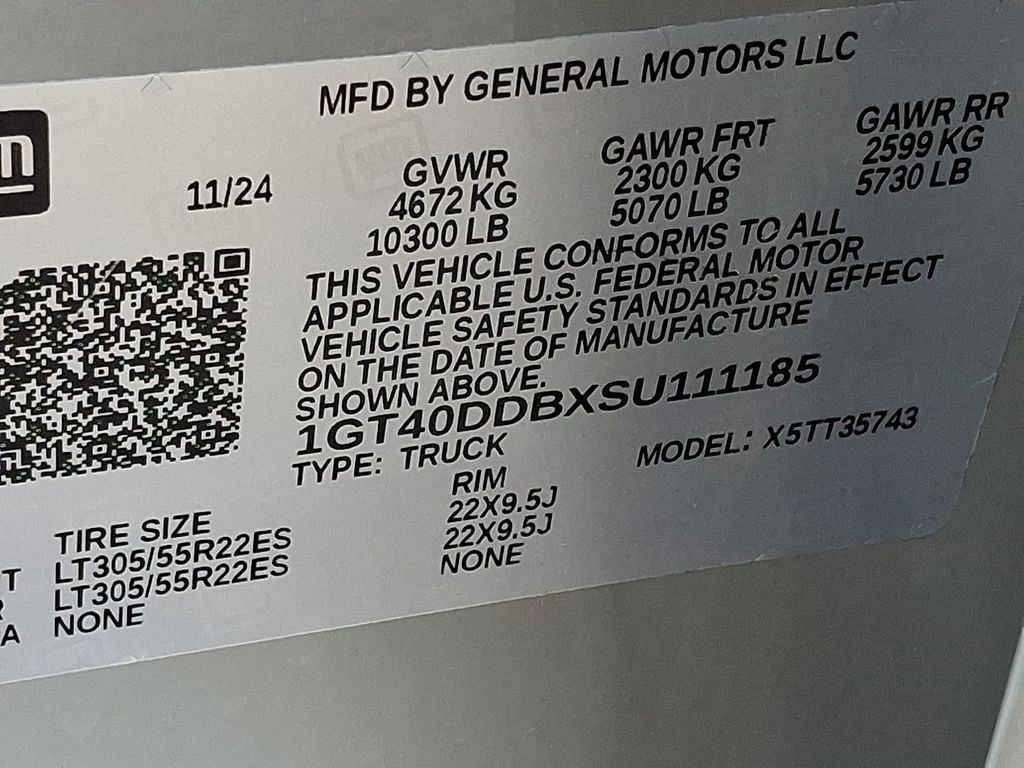 MFD BY GENERAL MOTORS LLC
gm
11/24
GVWR GAWR FRT GAWR RR
4672 KG 2300 KG 2599 KG
10300 LB 5070 LB 5730 LB
THIS VEHICLE CONFORMS TO ALL
APPLICABLE U.S. FEDERAL MOTOR
VEHICLE SAFETY STANDARDS IN EFFECT
ON THE DATE OF MANUFACTURE
SHOWN ABOVE.
1GT40DDBXSU111185
TYPE: TRUCK MODEL: X5TT35743
TIRE SIZE RIM
T LT305/55R22ES 22X9.5J
R LT305/55R22ES 22X9.5J
A NONE NONE